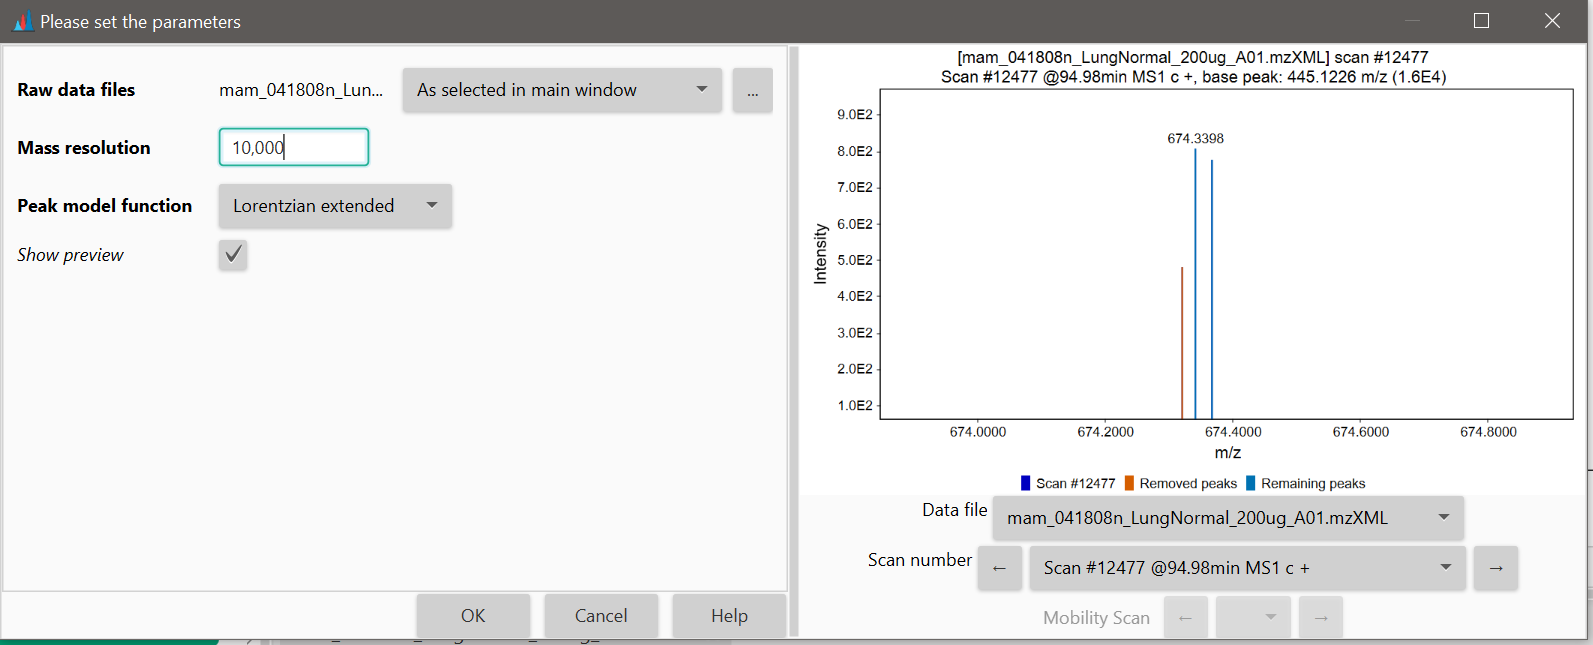 Please set the parameters
Raw data files mam_041808n_Lun... As selected in main window ...
Mass resolution 10,000
Peak model function Lorentzian extended
Show preview
OK Cancel Help
[mam_041808n_LungNormal_200ug_A01.mzXML] scan #12477
Scan #12477 @94.98min MS1 c +, base peak: 445.1226 m/z (1.6E4)
Intensity
9.0E2
8.0E2
7.0E2
6.0E2
5.0E2
4.0E2
3.0E2
2.0E2
1.0E2
674.3398
674.0000 674.2000 674.4000 674.6000 674.8000
m/z
Scan #12477 Removed peaks Remaining peaks
Data file mam_041808n_LungNormal_200ug_A01.mzXML
Scan number ← Scan #12477 @94.98min MS1 c + →
Mobility Scan ← →